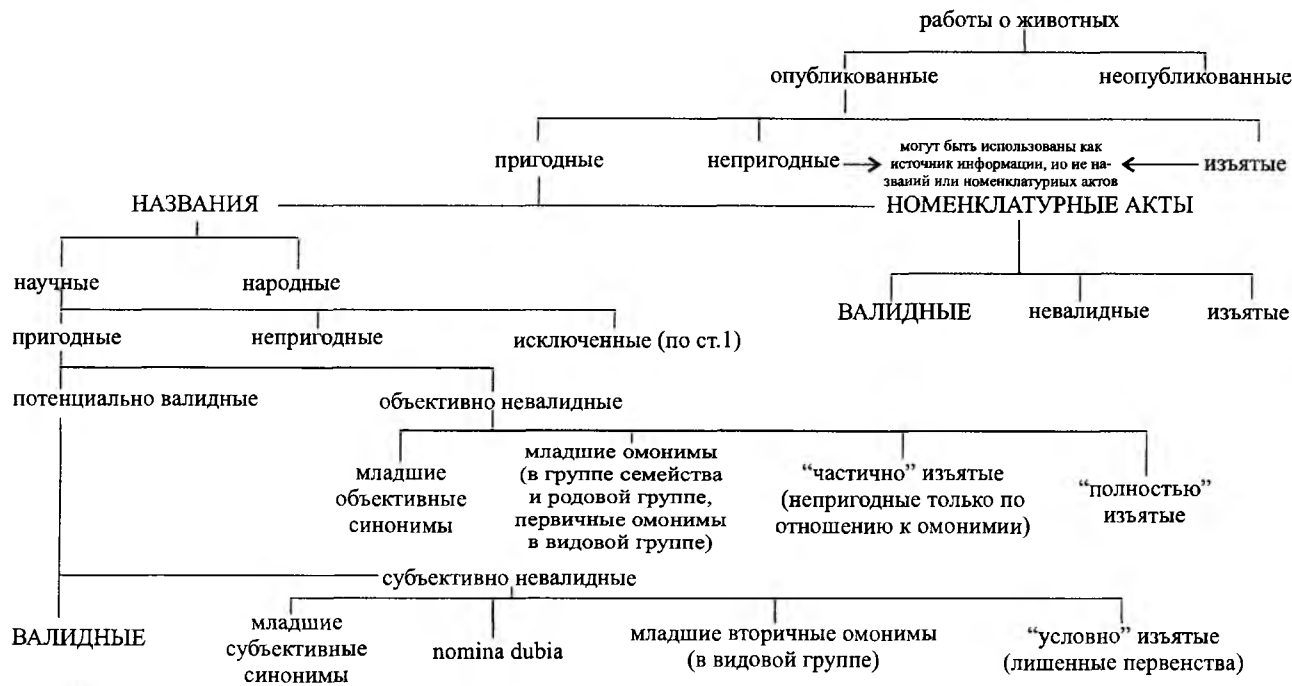 работы о животных
опубликованные
неопубликованные
пригодные
непригодные
могут быть использованы как
источник информации, но не на-
званий или номенклатурных актов
изъятые
НАЗВАНИЯ
НОМЕНКЛАТУРНЫЕ АКТЫ
научные
народные
ВАЛИДНЫЕ
невалидные
изъятые
пригодные
непригодные
исключенные (по ст.1)
потенциально валидные
объективно невалидные
младшие
объективные
синонимы
младшие омонимы
(в группе семейства
и родовой группе,
первичные омонимы
в видовой группе)
“частично” изъятые
(непригодные только по
отношению к омонимии)
“полностью”
изъятые
субъективно невалидные
ВАЛИДНЫЕ
младшие
субъективные
синонимы
nomina dubia
младшие вторичные омонимы
(в видовой группе)
“условно” изъятые
(лишенные первенства)